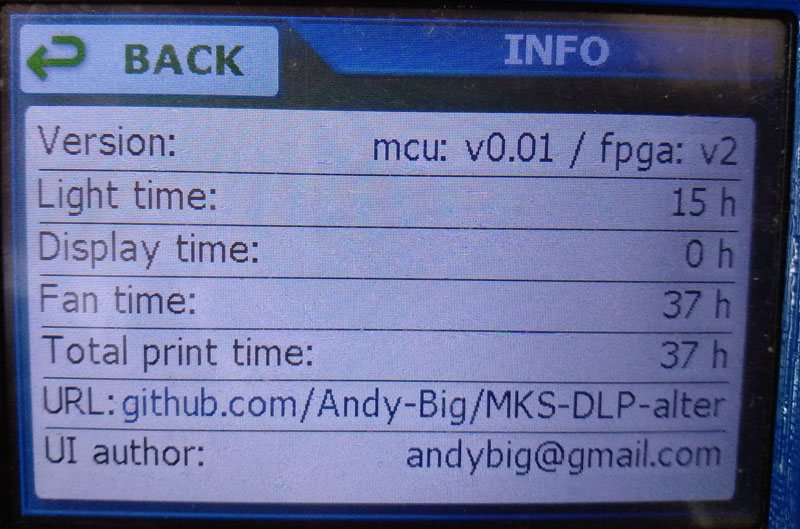 BACK
INFO
Version: mcu: v0.01 / fpga: v2
Light time: 15 h
Display time: 0 h
Fan time: 37 h
Total print time: 37 h
URL: github.com/Andy-Big/MKS-DLP-alter
UI author: andybig@gmail.com